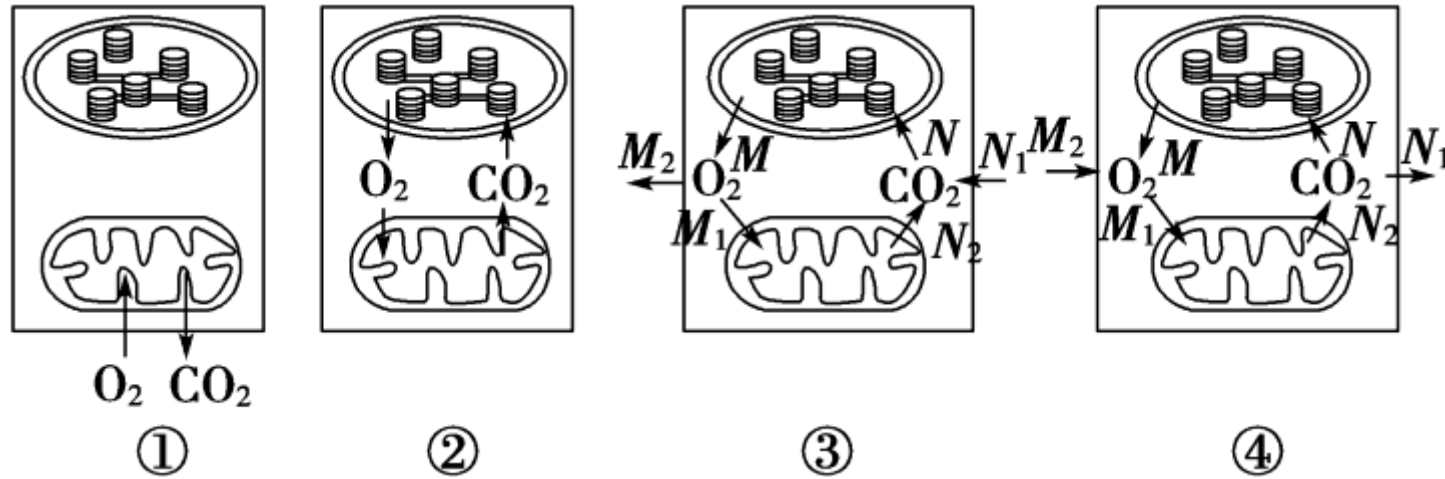 M₂ O₂ M N CO₂ N₁ M₂ O₂ M N CO₂ N₁
O₂ CO₂
M₁ N₂ M₁ N₂
O₂ CO₂
① ② ③ ④